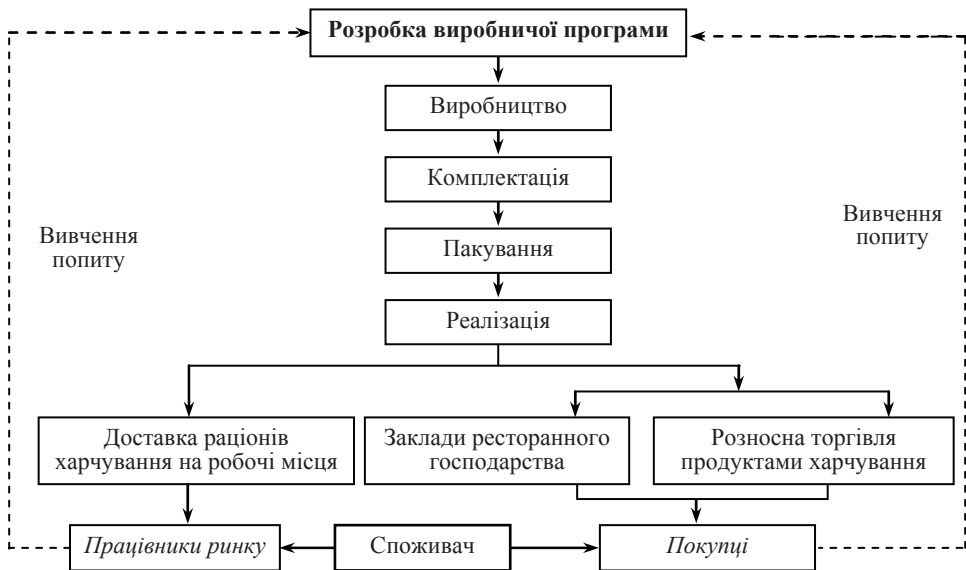 Розробка виробничої програми
Виробництво
Комплектація
Вивчення
попиту
Вивчення
попиту
Пакування
Реалізація
Доставка раціонів
харчування на робочі місця
Заклади ресторанного
господарства
Розносна торгівля
продуктами харчування
Працівники ринку
Споживач
Покупці